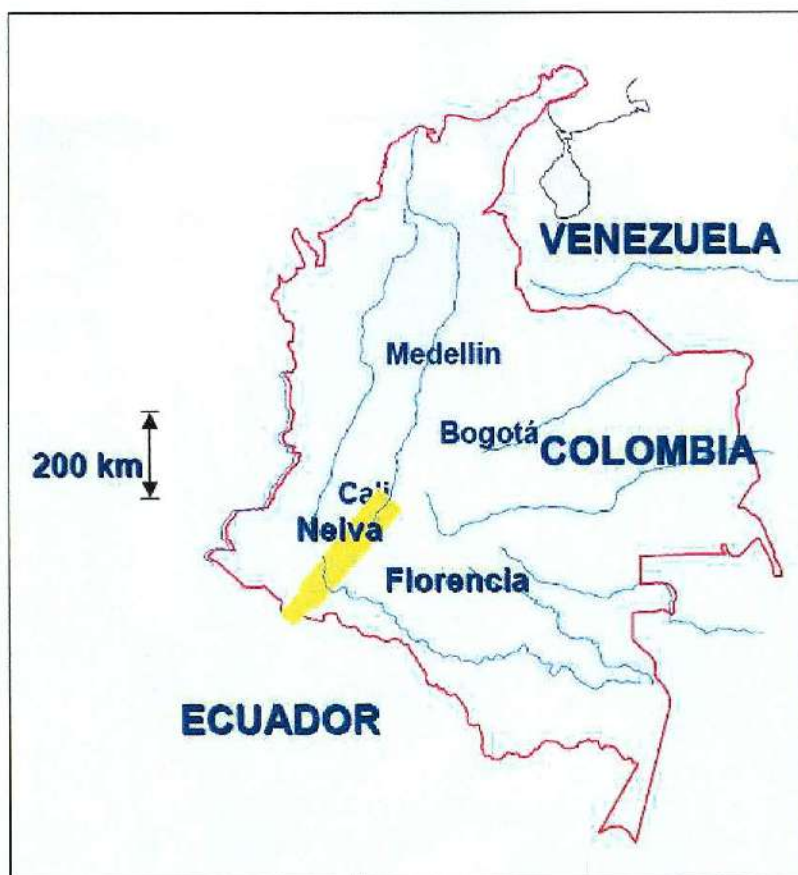 VENEZUELA
Medellin
Bogotá
COLOMBIA
200 km
Cali
Neiva
Florencia
ECUADOR